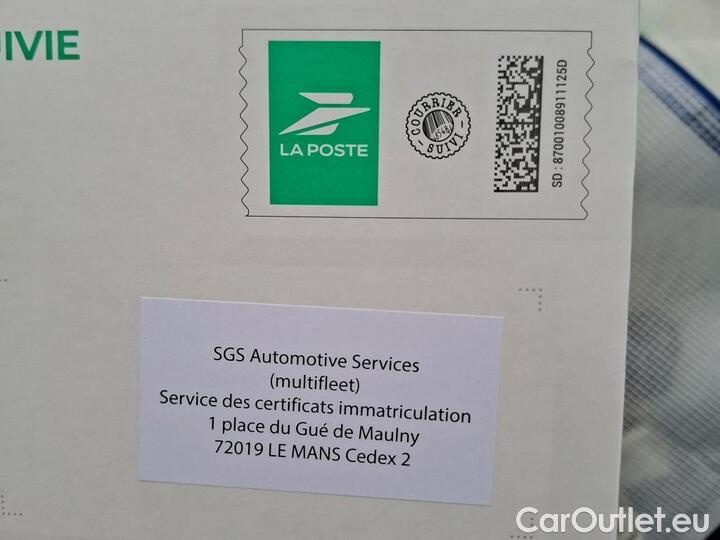 UIVIE
LA POSTE
COURRIER
SUIVI
SD : 87001008911125D
SGS Automotive Services
(multifleet)
Service des certificats immatriculation
1 place du Gué de Maulny
72019 LE MANS Cedex 2
CarOutlet.eu